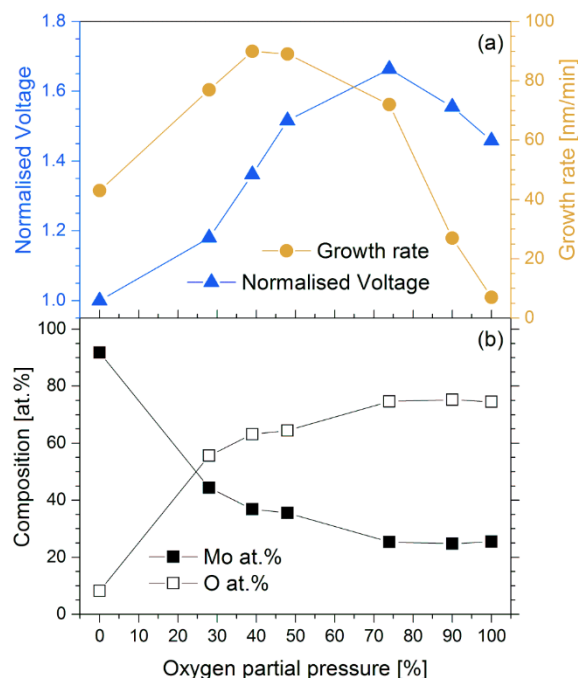 (a)
Normalised Voltage
1.8
1.6
1.4
1.2
1.0
Growth rate [nm/min]
100
80
60
40
20
0
Growth rate
Normalised Voltage
(b)
Composition [at.%]
100
80
60
40
20
0
Mo at.%
O at.%
0 10 20 30 40 50 60 70 80 90 100
Oxygen partial pressure [%]